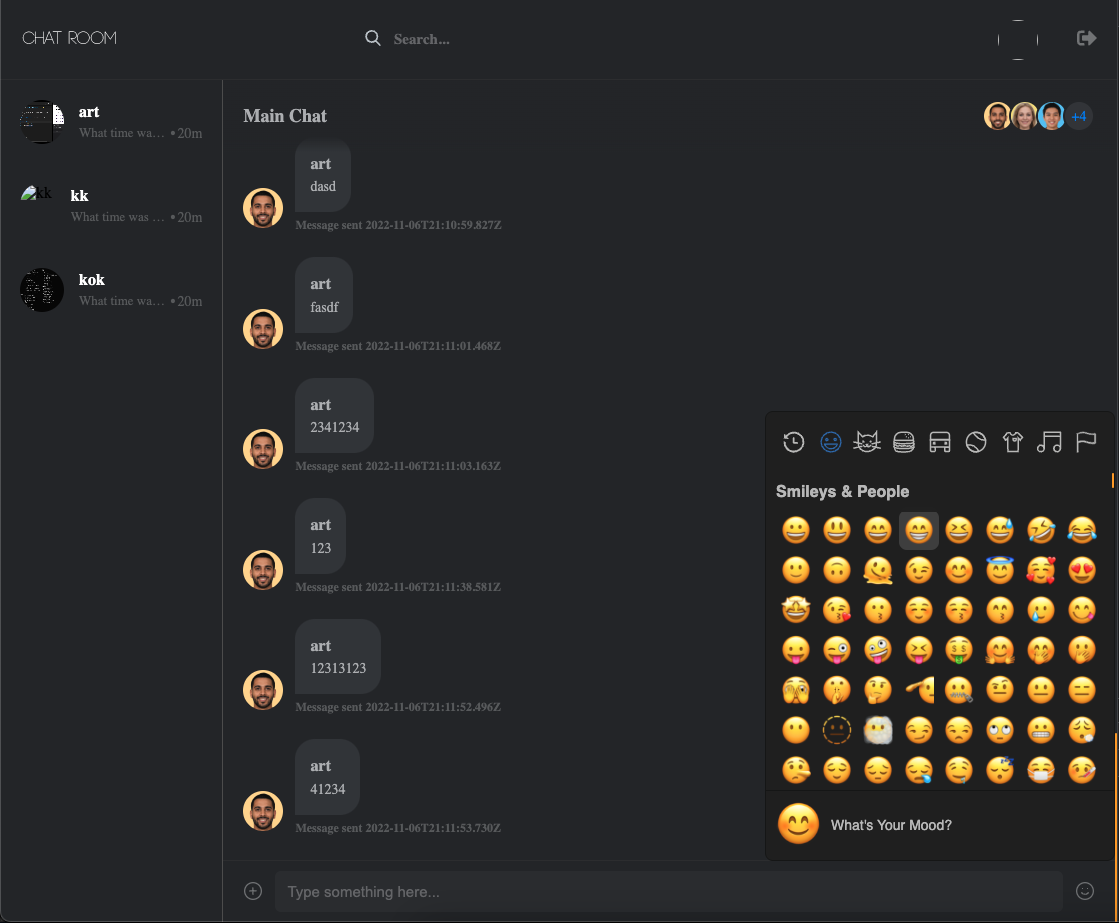 CHAT ROOM
Search...
art
What time wa... • 20m
kk
kk
What time was ... • 20m
kok
What time wa... • 20m
Main Chat
+4
art
dasd
Message sent 2022-11-06T21:10:59.827Z
art
fasdf
Message sent 2022-11-06T21:11:01.468Z
art
2341234
Message sent 2022-11-06T21:11:03.163Z
art
123
Message sent 2022-11-06T21:11:38.581Z
art
12313123
Message sent 2022-11-06T21:11:52.496Z
art
41234
Message sent 2022-11-06T21:11:53.730Z
Smileys & People
What's Your Mood?
Type something here...